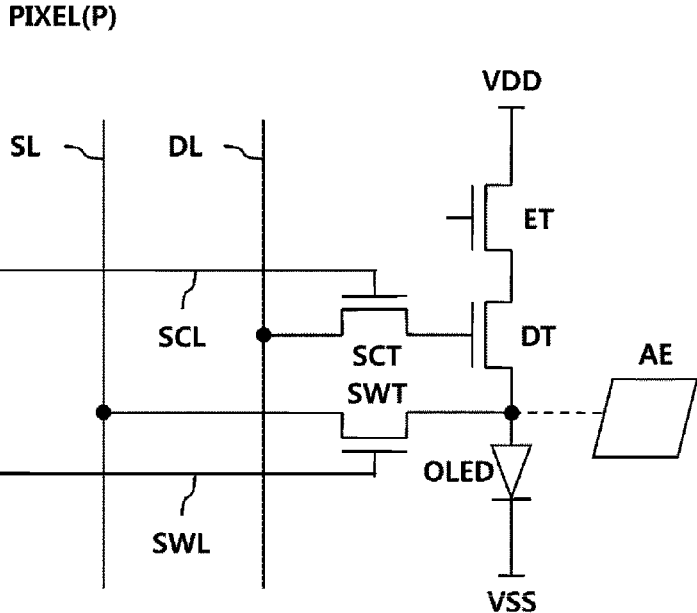 PIXEL(P)
VDD
SL
DL
ET
SCL
SCT
DT
AE
SWT
OLED
SWL
VSS